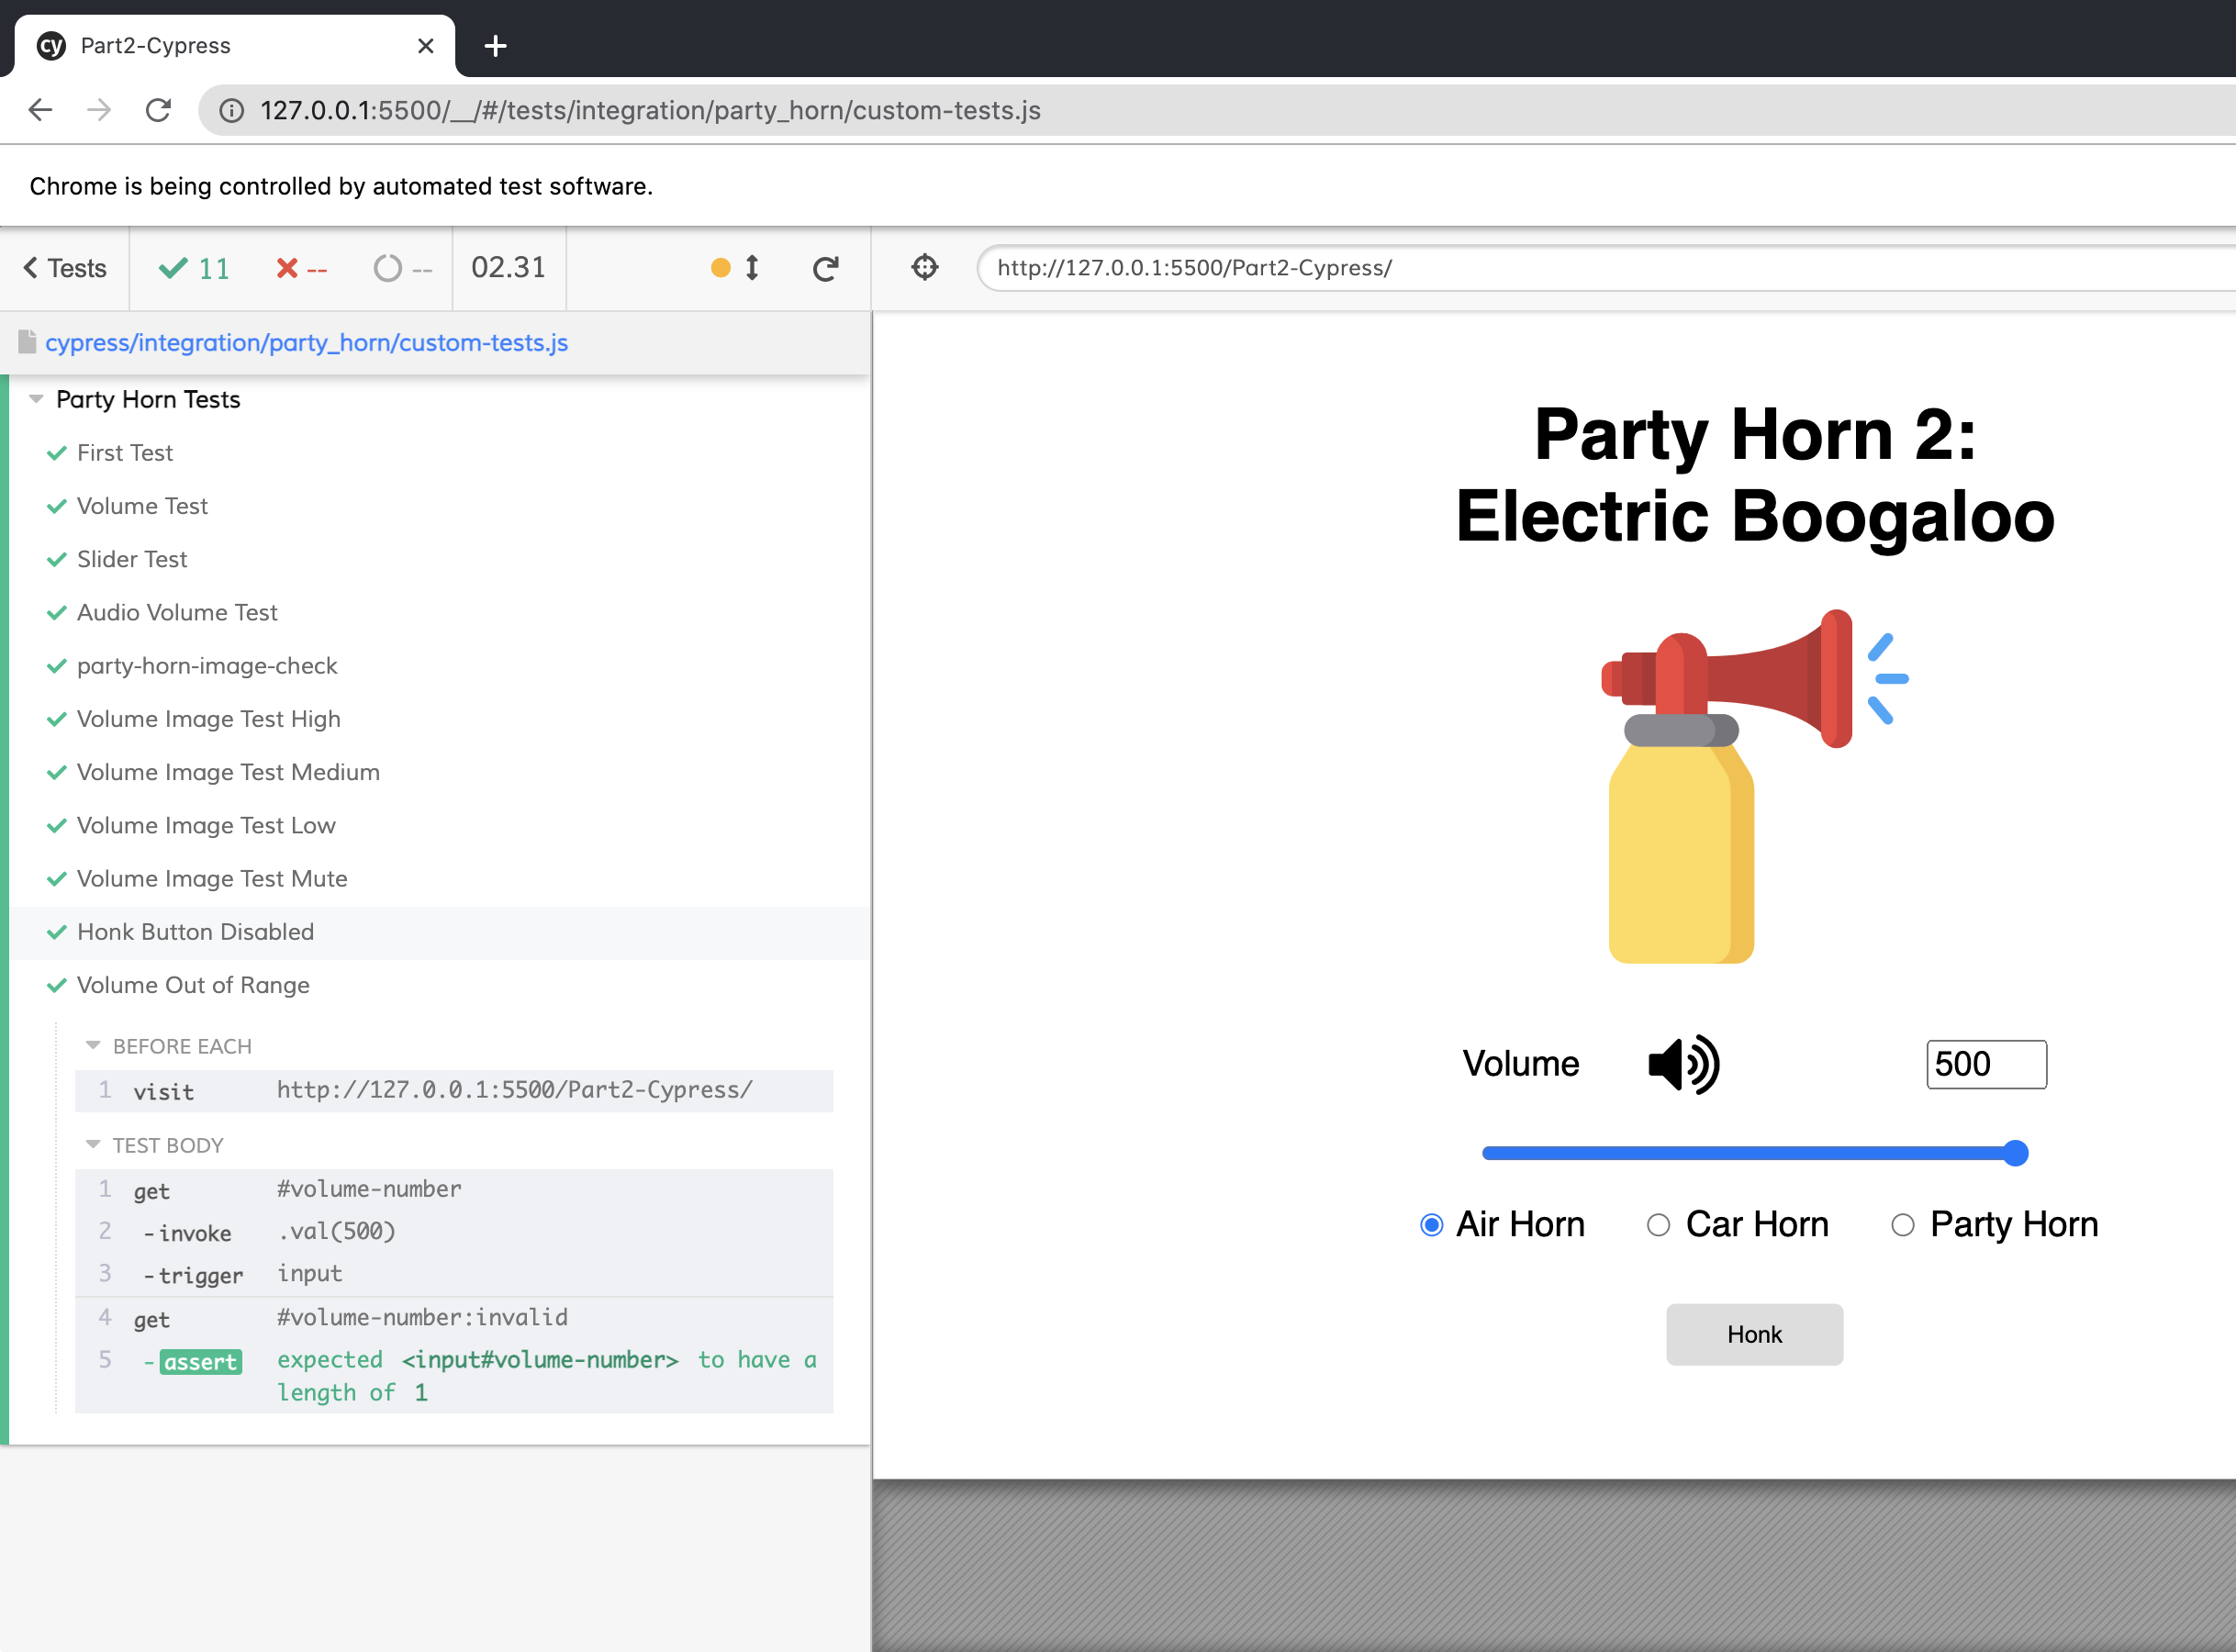 cy Part2-Cypress
127.0.0.1:5500/__/#/tests/integration/party_horn/custom-tests.js
Chrome is being controlled by automated test software.
Tests 11 -- -- 02.31
http://127.0.0.1:5500/Part2-Cypress/
cypress/integration/party_horn/custom-tests.js
Party Horn Tests
First Test
Volume Test
Slider Test
Audio Volume Test
party-horn-image-check
Volume Image Test High
Volume Image Test Medium
Volume Image Test Low
Volume Image Test Mute
Honk Button Disabled
Volume Out of Range
BEFORE EACH
1 visit http://127.0.0.1:5500/Part2-Cypress/
TEST BODY
1 get #volume-number
2 -invoke .val(500)
3 -trigger input
4 get #volume-number:invalid
5 -assert expected <input#volume-number> to have a
length of 1
Party Horn 2:
Electric Boogaloo
Volume 500
Air Horn Car Horn Party Horn
Honk